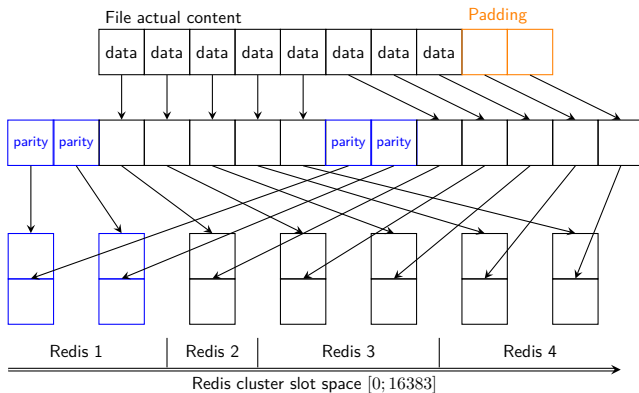 File actual content
Padding
data data data data data data data data
parity parity parity parity
Redis 1 Redis 2 Redis 3 Redis 4
Redis cluster slot space [0; 16383]